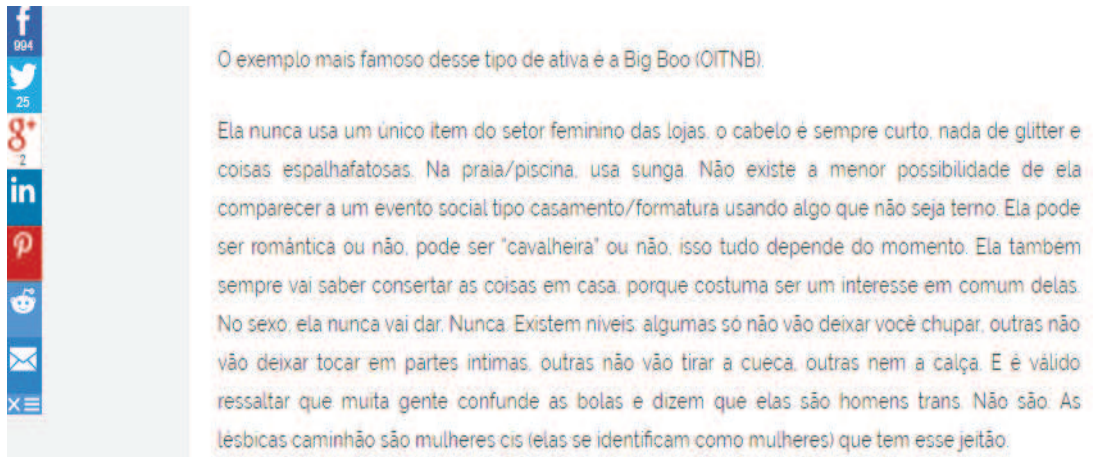 994
25
2
O exemplo mais famoso desse tipo de ativa é a Big Boo (OITNB).
Ela nunca usa um único item do setor feminino das lojas, o cabelo é sempre curto, nada de glitter e
coisas espalhafatosas. Na praia/piscina, usa sunga. Não existe a menor possibilidade de ela
comparecer a um evento social tipo casamento/formatura usando algo que não seja terno. Ela pode
ser romântica ou não, pode ser "cavalheira" ou não, isso tudo depende do momento. Ela também
sempre vai saber consertar as coisas em casa, porque costuma ser um interesse em comum delas.
No sexo, ela nunca vai dar. Nunca. Existem níveis: algumas só não vão deixar você chupar, outras não
vão deixar tocar em partes íntimas, outras não vão tirar a cueca, outras nem a calça. E é válido
ressaltar que muita gente confunde as bolas e dizem que elas são homens trans. Não são. As
lésbicas caminhão são mulheres cis (elas se identificam como mulheres) que tem esse jeitão.